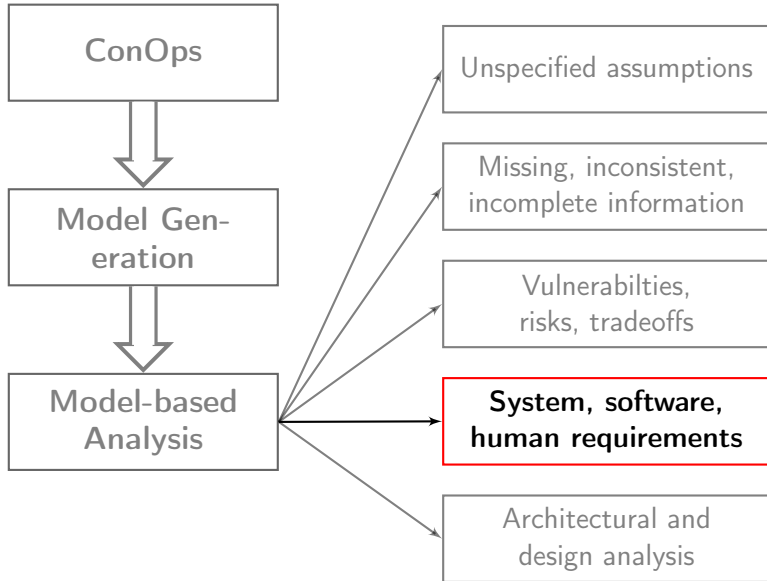 ConOps
Model Gen-
eration
Model-based
Analysis
Unspecified assumptions
Missing, inconsistent,
incomplete information
Vulnerabilties,
risks, tradeoffs
System, software,
human requirements
Architectural and
design analysis